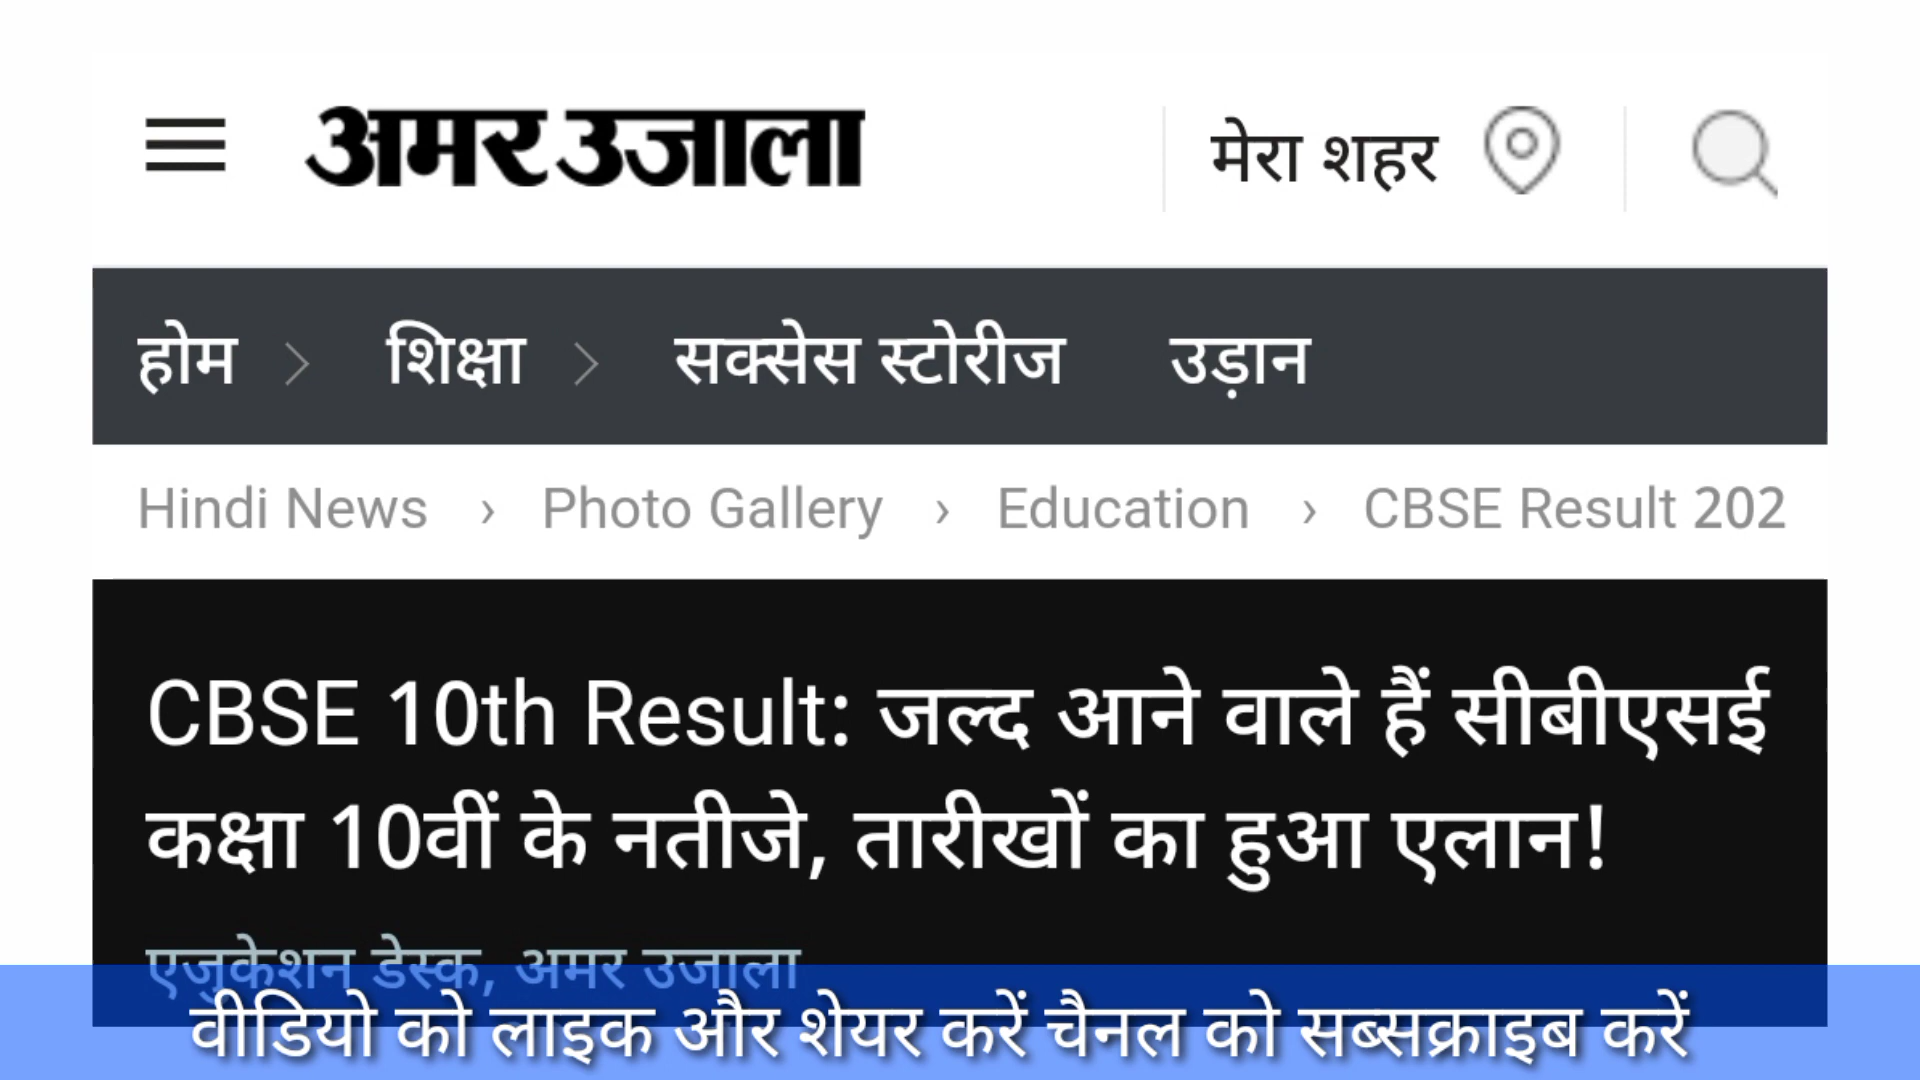 अमर उजाला मेरा शहर
होम > शिक्षा > सक्सेस स्टोरीज उड़ान
Hindi News › Photo Gallery › Education › CBSE Result 202
CBSE 10th Result: जल्द आने वाले हैं सीबीएसई
कक्षा 10वीं के नतीजे, तारीखों का हुआ एलान!
एजुकेशन डेस्क, अमर उजाला
वीडियो को लाइक और शेयर करें चैनल को सब्सक्राइब करें